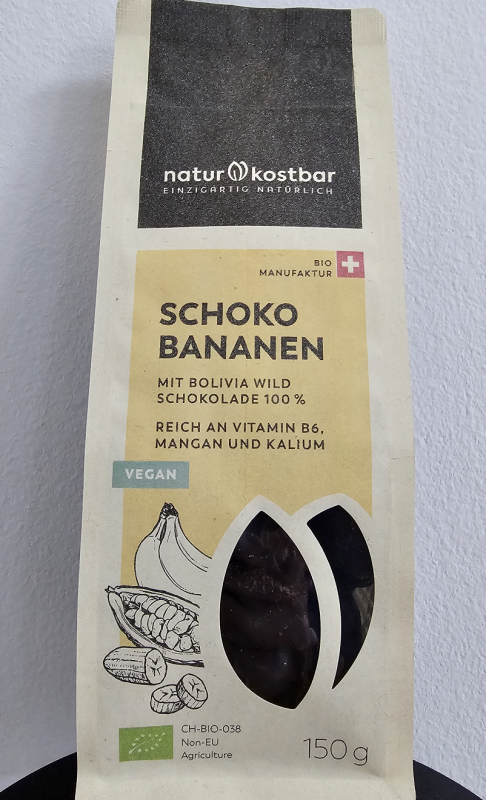 natur kostbar
EINZIGARTIG NATÜRLICH
BIO
MANUFAKTUR
SCHOKO
BANANEN
MIT BOLIVIA WILD
SCHOKOLADE 100 %
REICH AN VITAMIN B6,
MANGAN UND KALIUM
VEGAN
CH-BIO-038
Non-EU
Agriculture
150 g